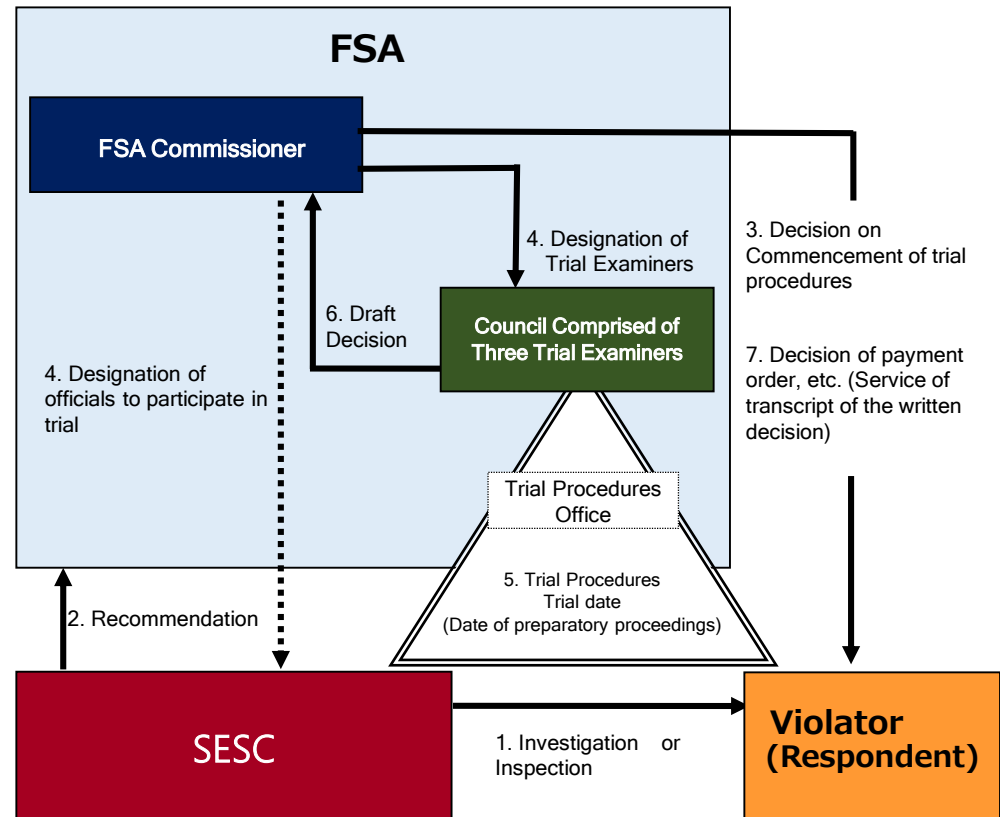 FSA
FSA Commissioner
4. Designation of
Trial Examiners
3. Decision on
Commencement of trial
procedures
6. Draft
Decision
Council Comprised of
Three Trial Examiners
7. Decision of payment
order, etc. (Service of
transcript of the written
decision)
4. Designation of
officials to participate in
trial
Trial Procedures
Office
5. Trial Procedures
Trial date
(Date of preparatory proceedings)
2. Recommendation
SESC
1. Investigation or
Inspection
Violator
(Respondent)